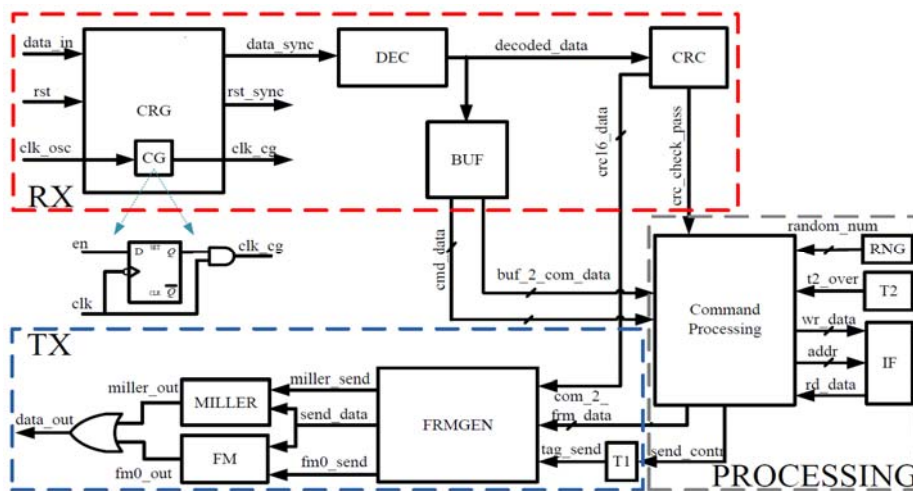 data_in
data_sync
decoded_data
DEC
CRC
rst
CRG
rst_sync
clk_osc
CG
clk_cg
BUF
crc16_data
crc_check_pass
RX
en
D
SET
Q
clk_cg
CLR
Q
clk
cmd_data
buf_2_com_data
random_num
RNG
t2_over
T2
Command
Processing
wr_data
addr
IF
rd_data
TX
miller_out
MILLER
miller_send
data_out
send_data
FRMGEN
com_2_
frm_data
FM
fm0_out
fm0_send
tag_send
T1
send_contr
PROCESSING